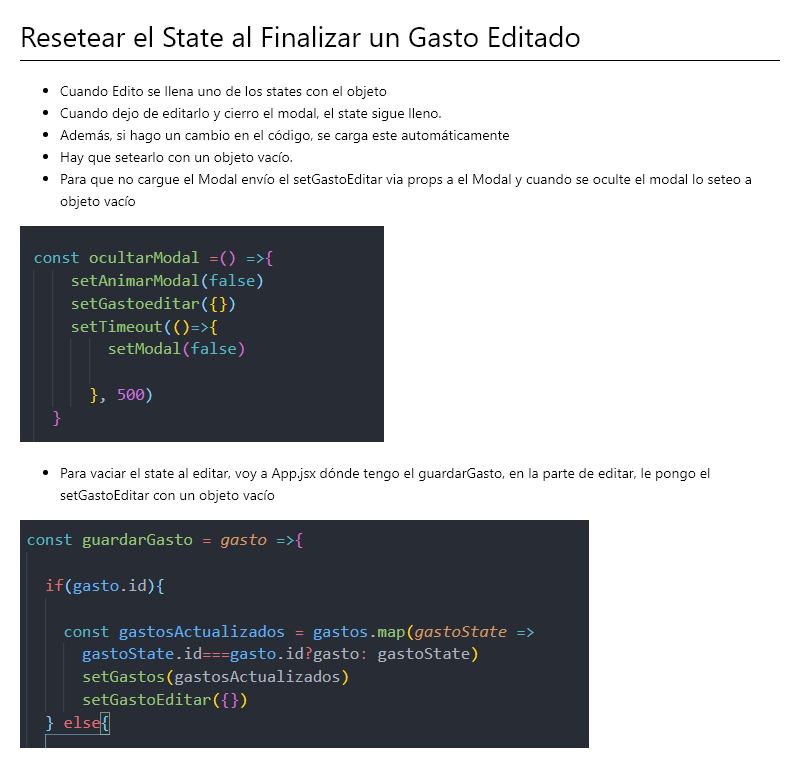 Resetear el State al Finalizar un Gasto Editado
Cuando Edito se llena uno de los states con el objeto
Cuando dejo de editarlo y cierro el modal, el state sigue lleno.
Además, si hago un cambio en el código, se carga este automáticamente
Hay que setearlo con un objeto vacío.
Para que no cargue el Modal envío el setGastoEditar via props a el Modal y cuando se oculte el modal lo seteo a
objeto vacío
const ocultarModal =() =>{
setAnimarModal(false)
setGastoeditar({})
setTimeout(()=>{
setModal(false)
}, 500)
}
Para vaciar el state al editar, voy a App.jsx dónde tengo el guardarGasto, en la parte de editar, le pongo el
setGastoEditar con un objeto vacío
const guardarGasto = gasto =>{
if(gasto.id){
const gastosActualizados = gastos.map(gastoState =>
gastoState.id===gasto.id?gasto: gastoState)
setGastos(gastosActualizados)
setGastoEditar({})
} else{